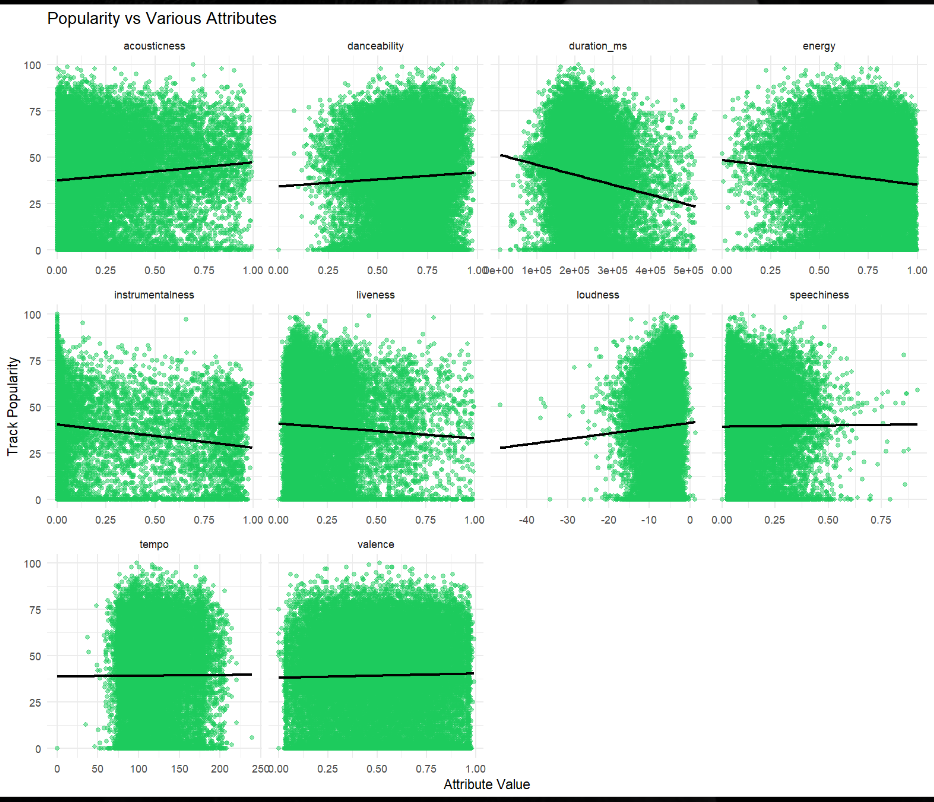 Popularity vs Various Attributes
acousticness danceability duration_ms energy
100
75
50
25
0
0.00 0.25 0.50 0.75 1.00 0.00 0.25 0.50 0.75 1.00 0e+00 1e+05 2e+05 3e+05 4e+05 5e+05 0.00 0.25 0.50 0.75 1.00
instrumentalness liveness loudness speechiness
100
75
50
25
0
0.00 0.25 0.50 0.75 1.00 0.00 0.25 0.50 0.75 1.00 -40 -30 -20 -10 0 0.00 0.25 0.50 0.75
Track Popularity
tempo valence
100
75
50
25
0
0 50 100 150 200 250 0.00 0.25 0.50 0.75 1.00
Attribute Value